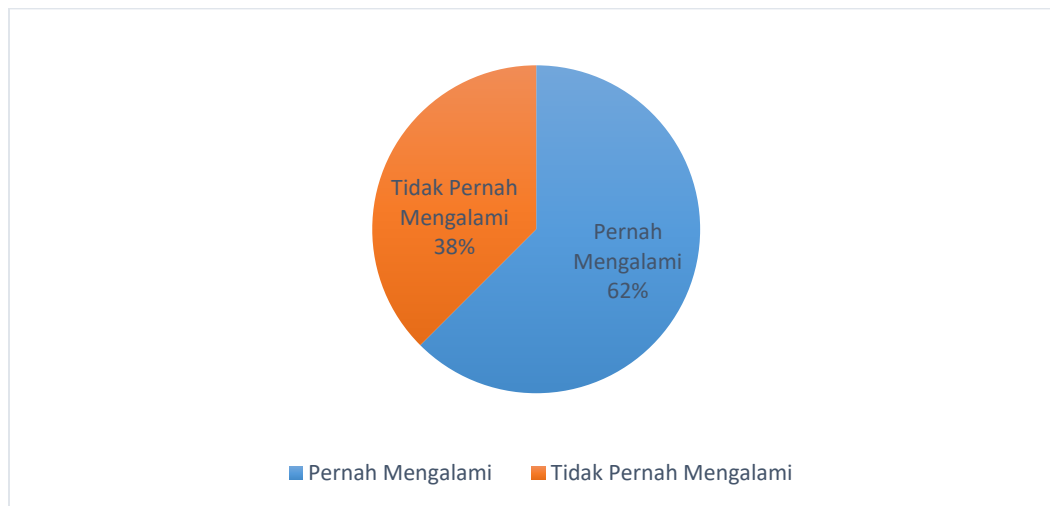 Tidak Pernah
Mengalami
38%
Pernah
Mengalami
62%
Pernah Mengalami
Tidak Pernah Mengalami